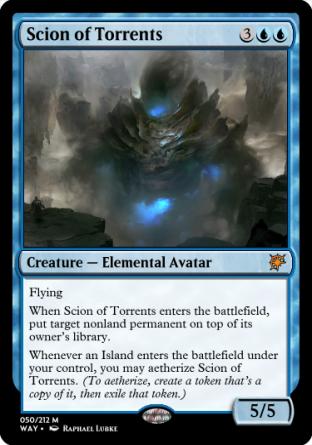 Scion of Torrents 3
Creature — Elemental Avatar
Flying
When Scion of Torrents enters the battlefield,
put target nonland permanent on top of its
owner's library.
Whenever an Island enters the battlefield under
your control, you may aetherize Scion of
Torrents. (To aetherize, create a token that's a
copy of it, then exile that token.)
5/5
050/212 M
WAY • Raphael Lubke